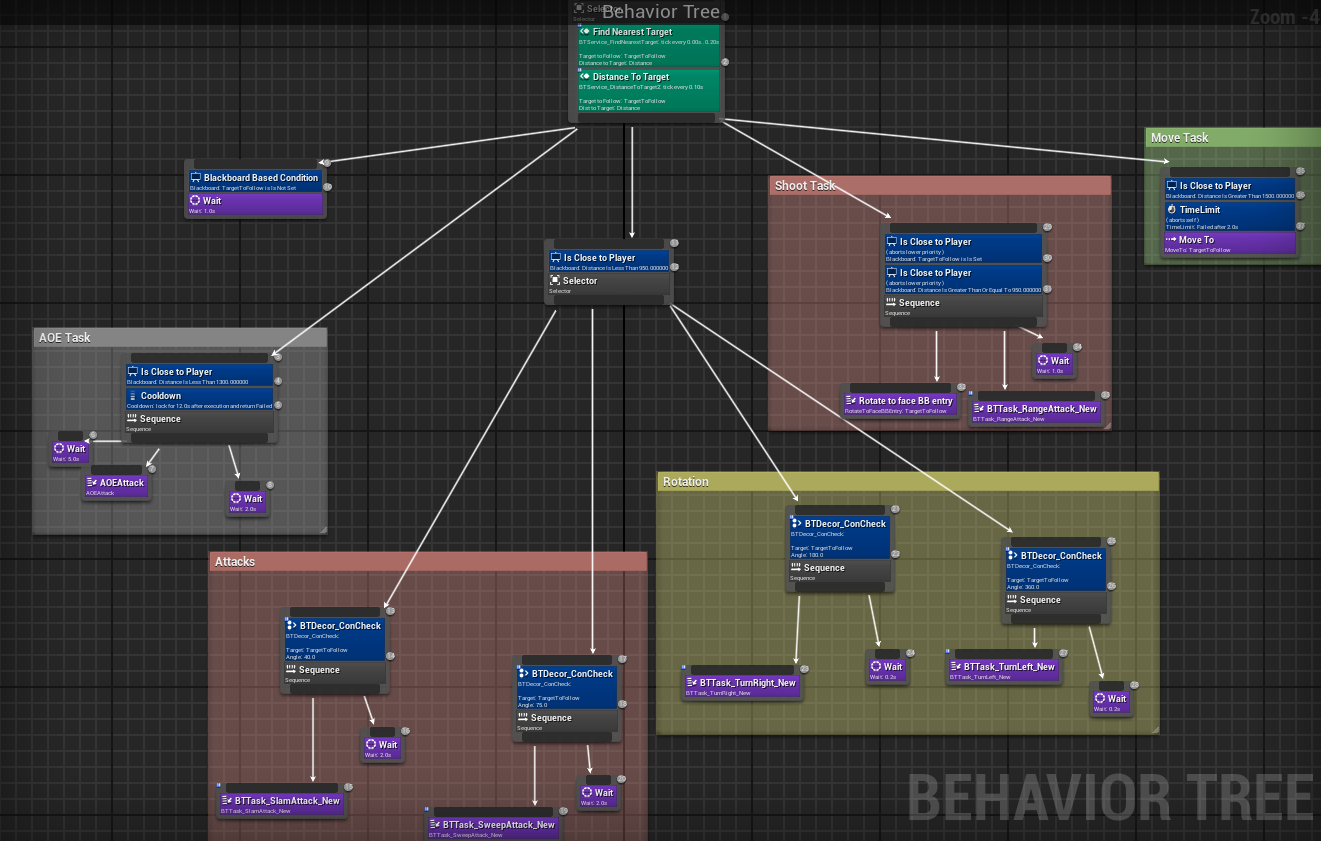 Behavior Tree
Zoom -4
Selector
Find Nearest Target
BTService_FindNearestTarget: tick every 0.00s..0.20s
Target to Follow: TargetToFollow
Distance to Target: Distance
Distance To Target
BTService_DistanceToTarget2: tick every 0.10s
Target to Follow: TargetToFollow
Dist to Target: Distance
Blackboard Based Condition
Blackboard: TargetToFollow is Is Not Set
Wait
Wait: 1.0s
Is Close to Player
Blackboard: Distance Is Less Than 950.000000
Selector
Selector
Shoot Task
Is Close to Player
( aborts lower priority )
Blackboard: TargetToFollow is Is Set
Is Close to Player
( aborts lower priority )
Blackboard: Distance Is Greater Than Or Equal To 950.000000
Sequence
Sequence
Wait
Wait: 1.0s
Rotate to face BB entry
RotateToFaceBBEntry: TargetToFollow
BTTask_RangeAttack_New
BTTask_RangeAttack_New
Move Task
Is Close to Player
Blackboard: Distance Is Greater Than 1500.000000
TimeLimit
( aborts self )
TimeLimit: Failed after 2.0s
Move To
MoveTo: TargetToFollow
AOE Task
Is Close to Player
Blackboard: Distance Is Less Than 1300.000000
Cooldown
Cooldown: lock for 12.0s after execution and return Failed
Sequence
Sequence
Wait
Wait: 5.0s
AOEAttack
AOEAttack
Wait
Wait: 2.0s
Attacks
BTDecor_ConCheck
BTDecor_ConCheck:
Target: TargetToFollow
Angle: 40.0
Sequence
Sequence
Wait
Wait: 2.0s
BTTask_SlamAttack_New
BTTask_SlamAttack_New
BTDecor_ConCheck
BTDecor_ConCheck:
Target: TargetToFollow
Angle: 75.0
Sequence
Sequence
Wait
Wait: 2.0s
BTTask_SweepAttack_New
BTTask_SweepAttack_New
Rotation
BTDecor_ConCheck
BTDecor_ConCheck:
Target: TargetToFollow
Angle: 180.0
Sequence
Sequence
BTTask_TurnRight_New
BTTask_TurnRight_New
Wait
Wait: 0.2s
BTDecor_ConCheck
BTDecor_ConCheck:
Target: TargetToFollow
Angle: 360.0
Sequence
Sequence
BTTask_TurnLeft_New
BTTask_TurnLeft_New
Wait
Wait: 0.2s
BEHAVIOR TREE